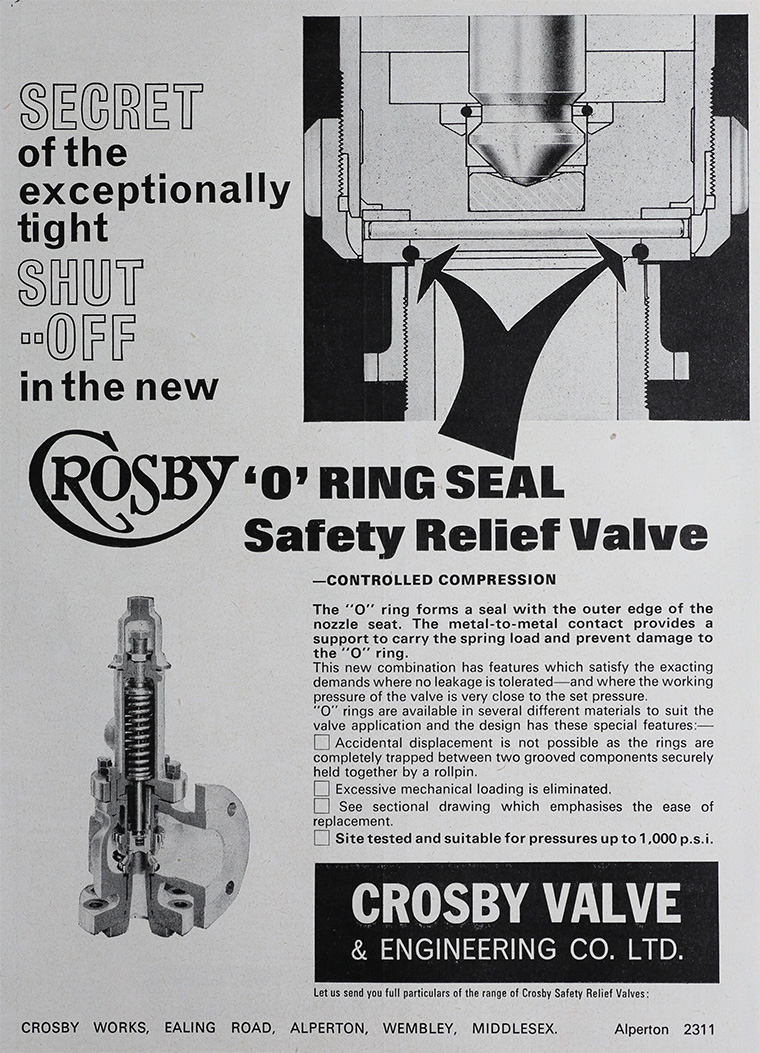 SECRET
of the
exceptionally
tight
SHUT
··OFF
in the new
CROSBY 'O' RING SEAL
Safety Relief Valve
—CONTROLLED COMPRESSION
The "O" ring forms a seal with the outer edge of the
nozzle seat. The metal-to-metal contact provides a
support to carry the spring load and prevent damage to
the "O" ring.
This new combination has features which satisfy the exacting
demands where no leakage is tolerated—and where the working
pressure of the valve is very close to the set pressure.
"O" rings are available in several different materials to suit the
valve application and the design has these special features:—
☐ Accidental displacement is not possible as the rings are
completely trapped between two grooved components securely
held together by a rollpin.
☐ Excessive mechanical loading is eliminated.
☐ See sectional drawing which emphasises the ease of
replacement.
☐ Site tested and suitable for pressures up to 1,000 p.s.i.
CROSBY VALVE
& ENGINEERING CO. LTD.
Let us send you full particulars of the range of Crosby Safety Relief Valves:
CROSBY WORKS, EALING ROAD, ALPERTON, WEMBLEY, MIDDLESEX. Alperton 2311